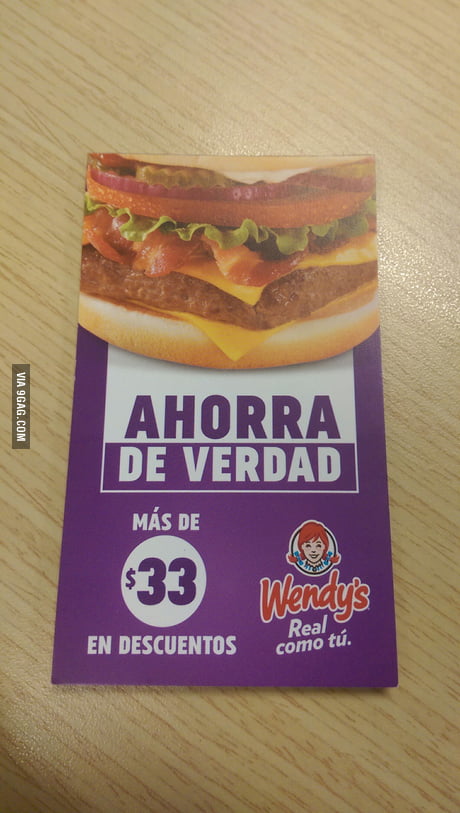 AHORRA
DE VERDAD
MÁS DE
$33
EN DESCUENTOS
Wendy's
Real
como tú.
VIA 9GAG.COM